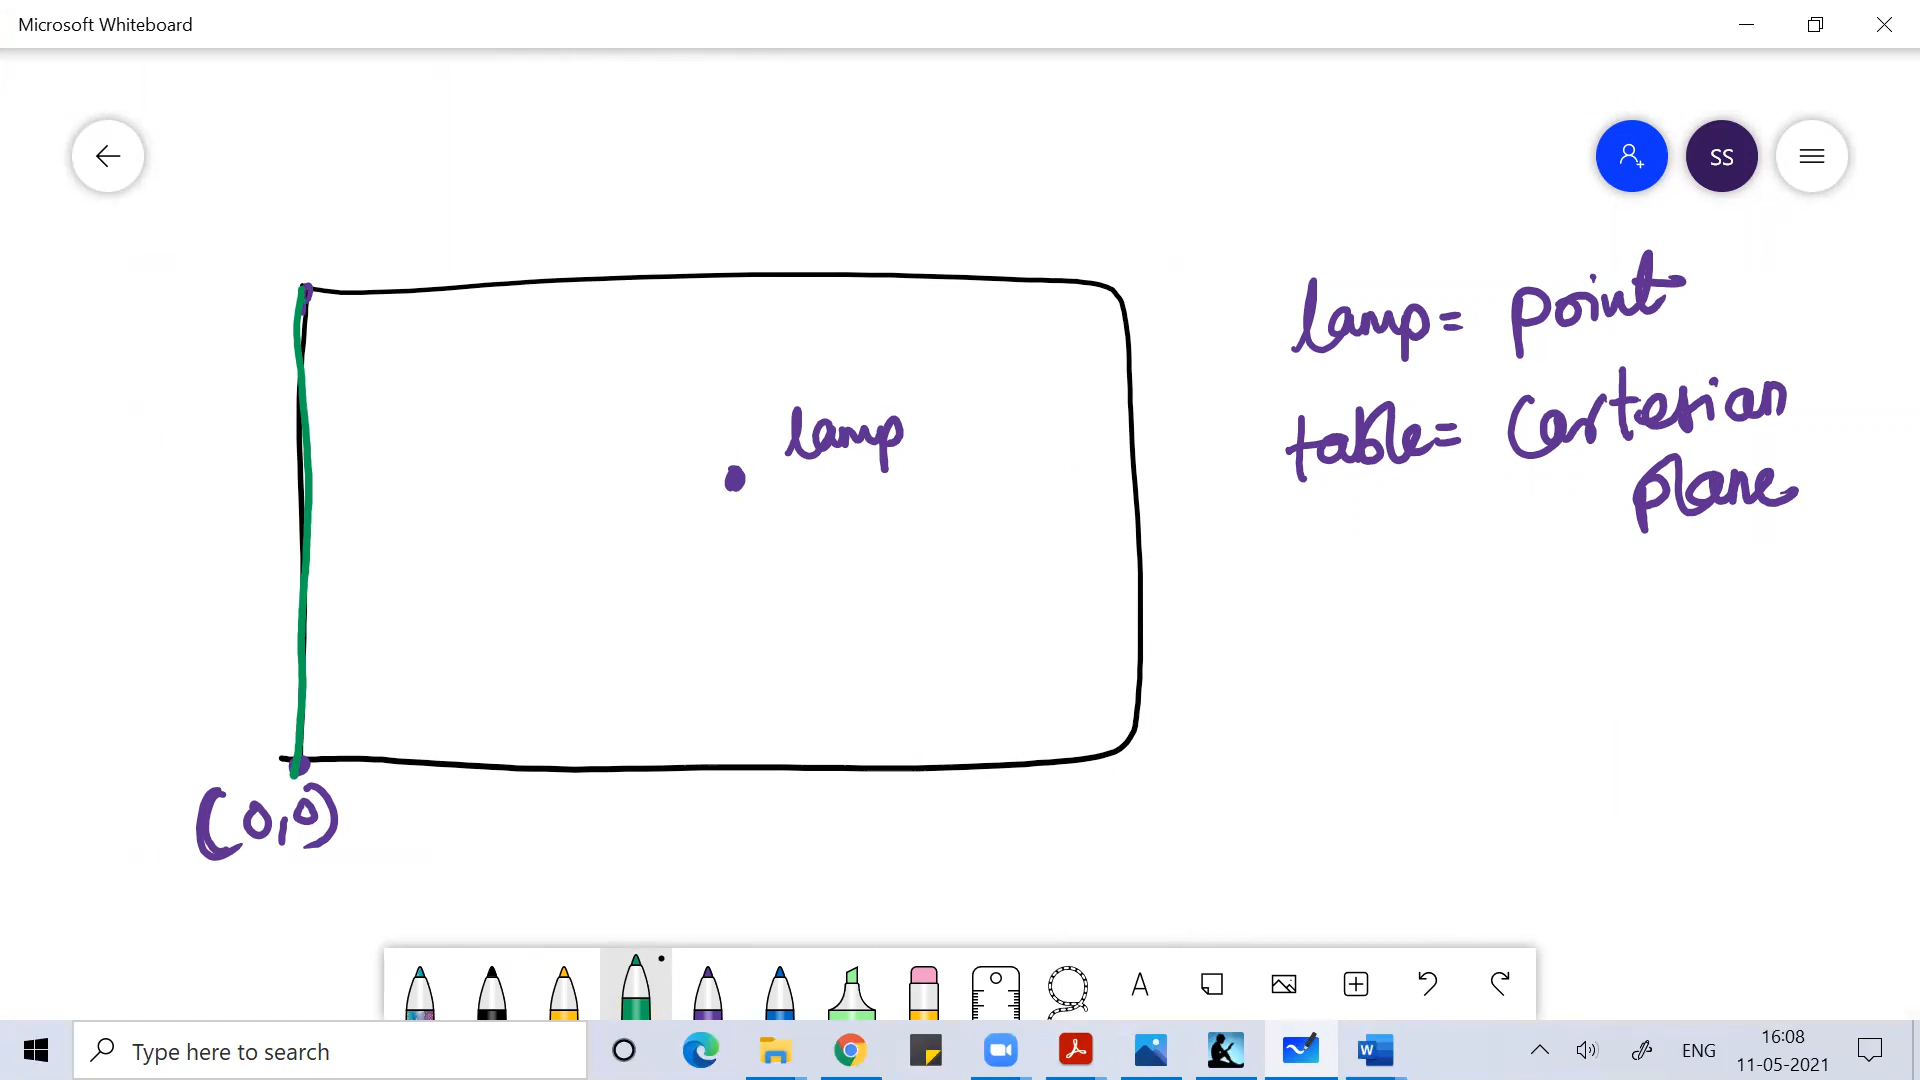 Microsoft Whiteboard
SS
lamp = point
table = Cartesian
plane
lamp
(0,0)
A
Type here to search
ENG
16:08
11-05-2021